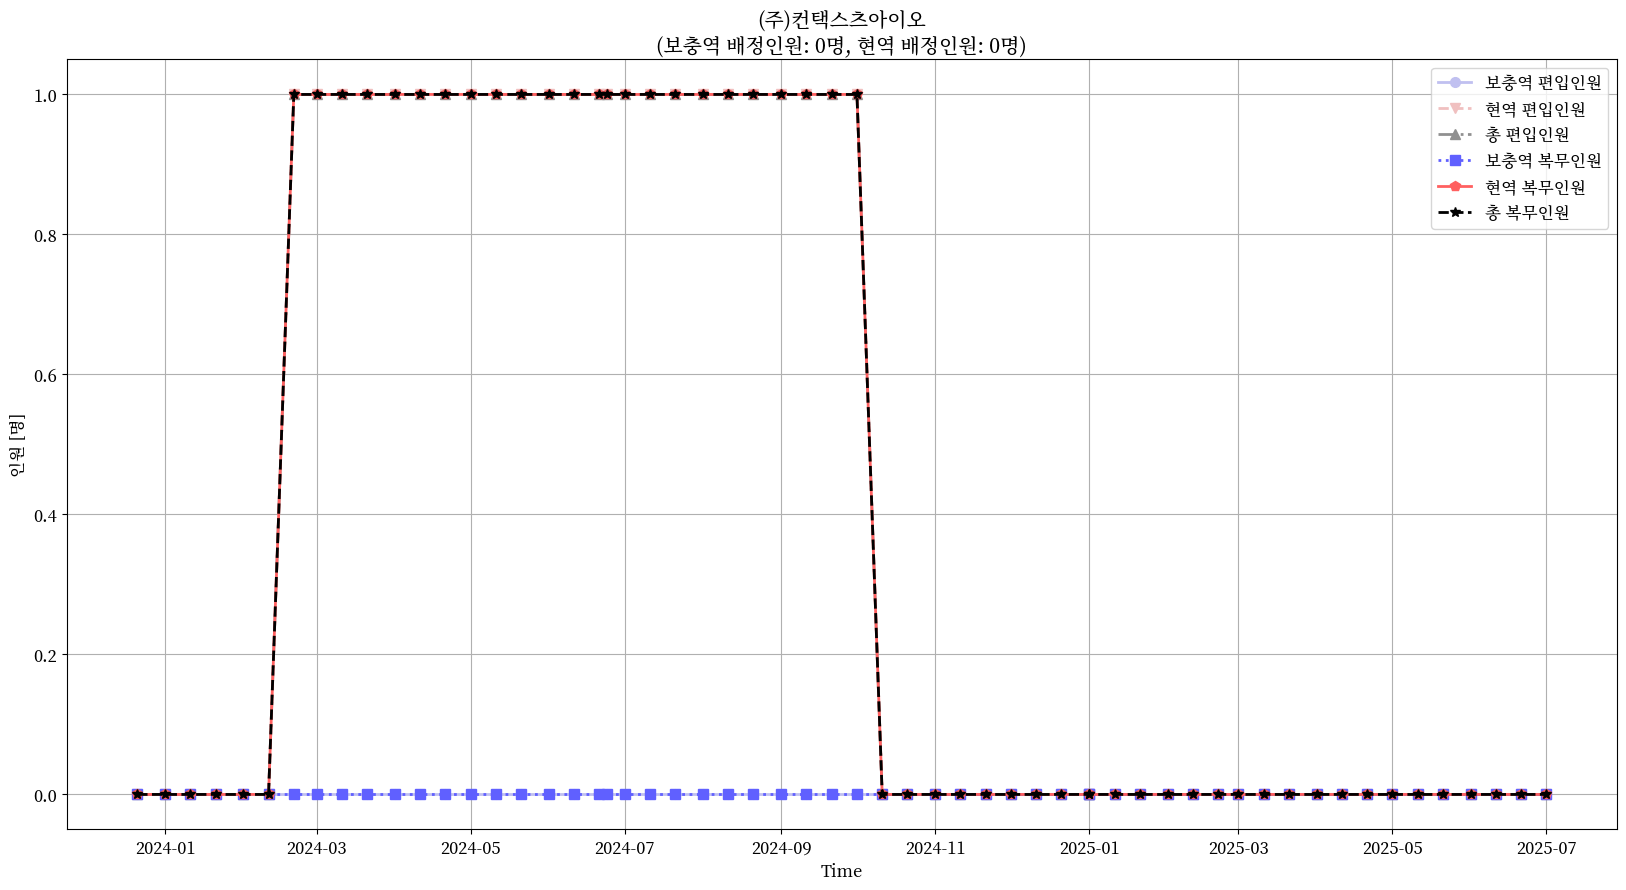 (주)컨택스츠아이오
(보충역 배정인원: 0명, 현역 배정인원: 0명)
보충역 편입인원
현역 편입인원
총 편입인원
보충역 복무인원
현역 복무인원
총 복무인원
1.0
0.8
0.6
0.4
0.2
0.0
인원 [명]
2024-01 2024-03 2024-05 2024-07 2024-09 2024-11 2025-01 2025-03 2025-05 2025-07
Time